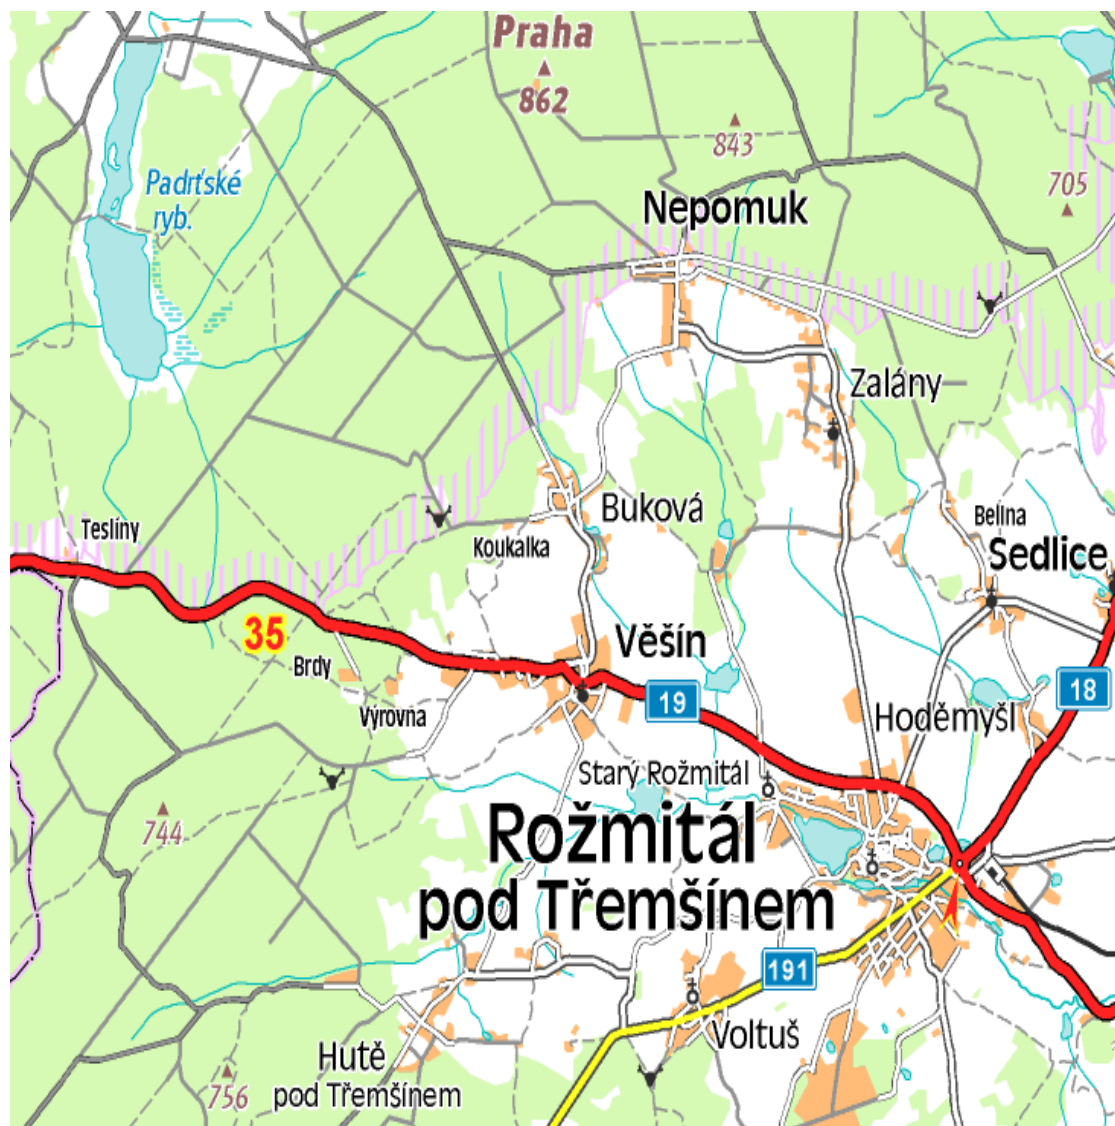 Praha
862
843
Padrťské
ryb.
705
Nepomuk
Zalány
Buková
Belina
Teslíny
Koukalka
Sedlice
35
Věšín
Brdy
19
18
Výrovna
Hoděmyšl
Starý Rožmitál
744
Rožmitál
pod Třemšínem
191
Voltuš
Hutě
pod Třemšínem
756